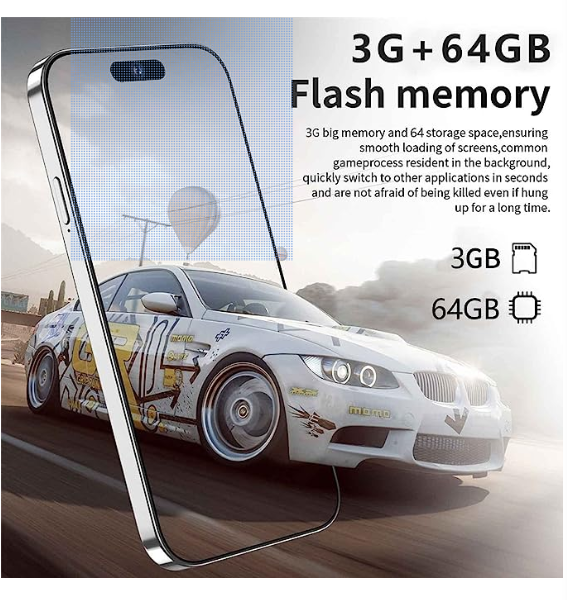 3G+64GB
Flash memory
3G big memory and 64 storage space,ensuring
smooth loading of screens,common
gameprocess resident in the background,
quickly switch to other applications in seconds
and are not afraid of being killed even if hung
up for a long time.
3GB
64GB
momo